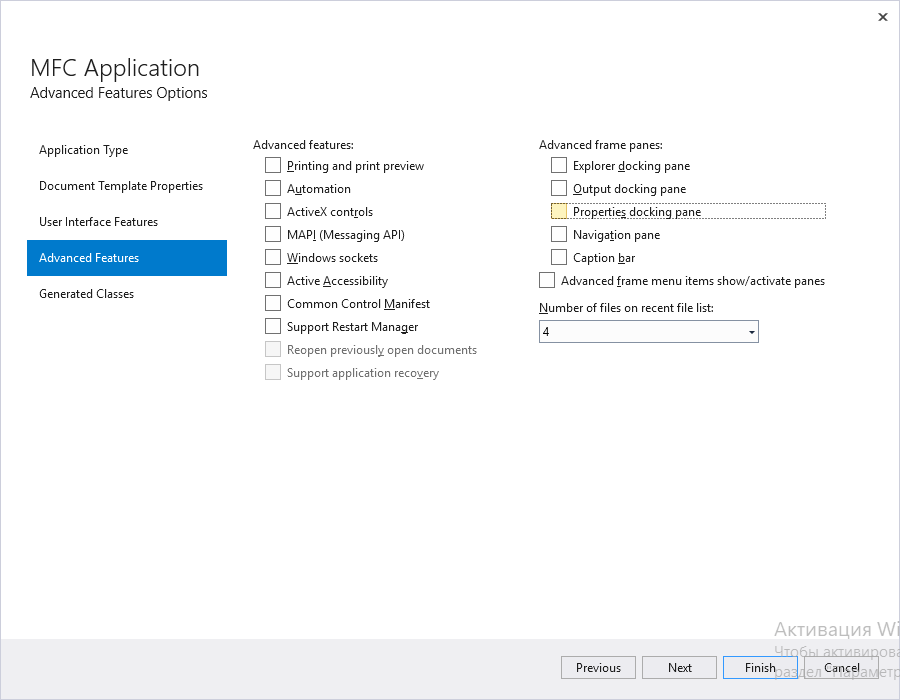 MFC Application
Advanced Features Options
Application Type
Document Template Properties
User Interface Features
Advanced Features
Generated Classes
Advanced features:
Printing and print preview
Automation
ActiveX controls
MAPI (Messaging API)
Windows sockets
Active Accessibility
Common Control Manifest
Support Restart Manager
Reopen previously open documents
Support application recovery
Advanced frame panes:
Explorer docking pane
Output docking pane
Properties docking pane
Navigation pane
Caption bar
Advanced frame menu items show/activate panes
Number of files on recent file list:
4
Активация Wi
Чтобы активирова
раздел "Параметр
Previous
Next
Finish
Cancel